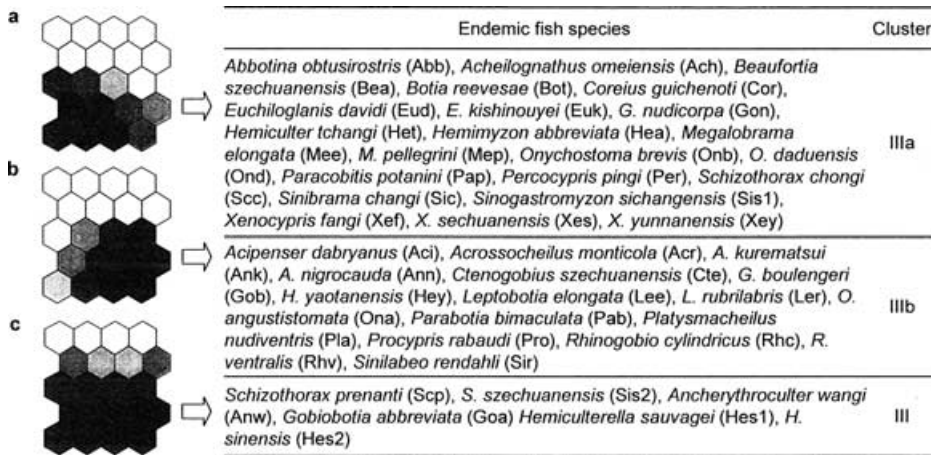 a
Endemic fish species Cluster
Abbotina obtusirostris (Abb), Acheilognathus omeiensis (Ach), Beaufortia
szechuanensis (Bea), Botia reevesae (Bot), Coreius guichenoti (Cor),
Euchiloglanis davidi (Eud), E. kishinouyei (Euk), G. nudicorpa (Gon),
Hemiculter tchangi (Het), Hemimyzon abbreviata (Hea), Megalobrama
elongata (Mee), M. pellegrini (Mep), Onychostoma brevis (Onb), O. daduensis
(Ond), Paracobitis potanini (Pap), Percocypris pingi (Per), Schizothorax chongi
(Scc), Sinibrama changi (Sic), Sinogastromyzon sichangensis (Sis1),
Xenocypris fangi (Xef), X. sechuanensis (Xes), X. yunnanensis (Xey)
IIIa
b
Acipenser dabryanus (Aci), Acrossocheilus monticola (Acr), A. kurematsui
(Ank), A. nigrocauda (Ann), Ctenogobius szechuanensis (Cte), G. boulengeri
(Gob), H. yaotanensis (Hey), Leptobotia elongata (Lee), L. rubrilabris (Ler), O.
angustistomata (Ona), Parabotia bimaculata (Pab), Platysmacheilus
nudiventris (Pla), Procypris rabaudi (Pro), Rhinogobio cylindricus (Rhc), R.
ventralis (Rhv), Sinilabeo rendahli (Sir)
IIIb
c
Schizothorax prenanti (Scp), S. szechuanensis (Sis2), Ancherythroculter wangi
(Anw), Gobiobotia abbreviata (Goa) Hemiculterella sauvagei (Hes1), H.
sinensis (Hes2)
III